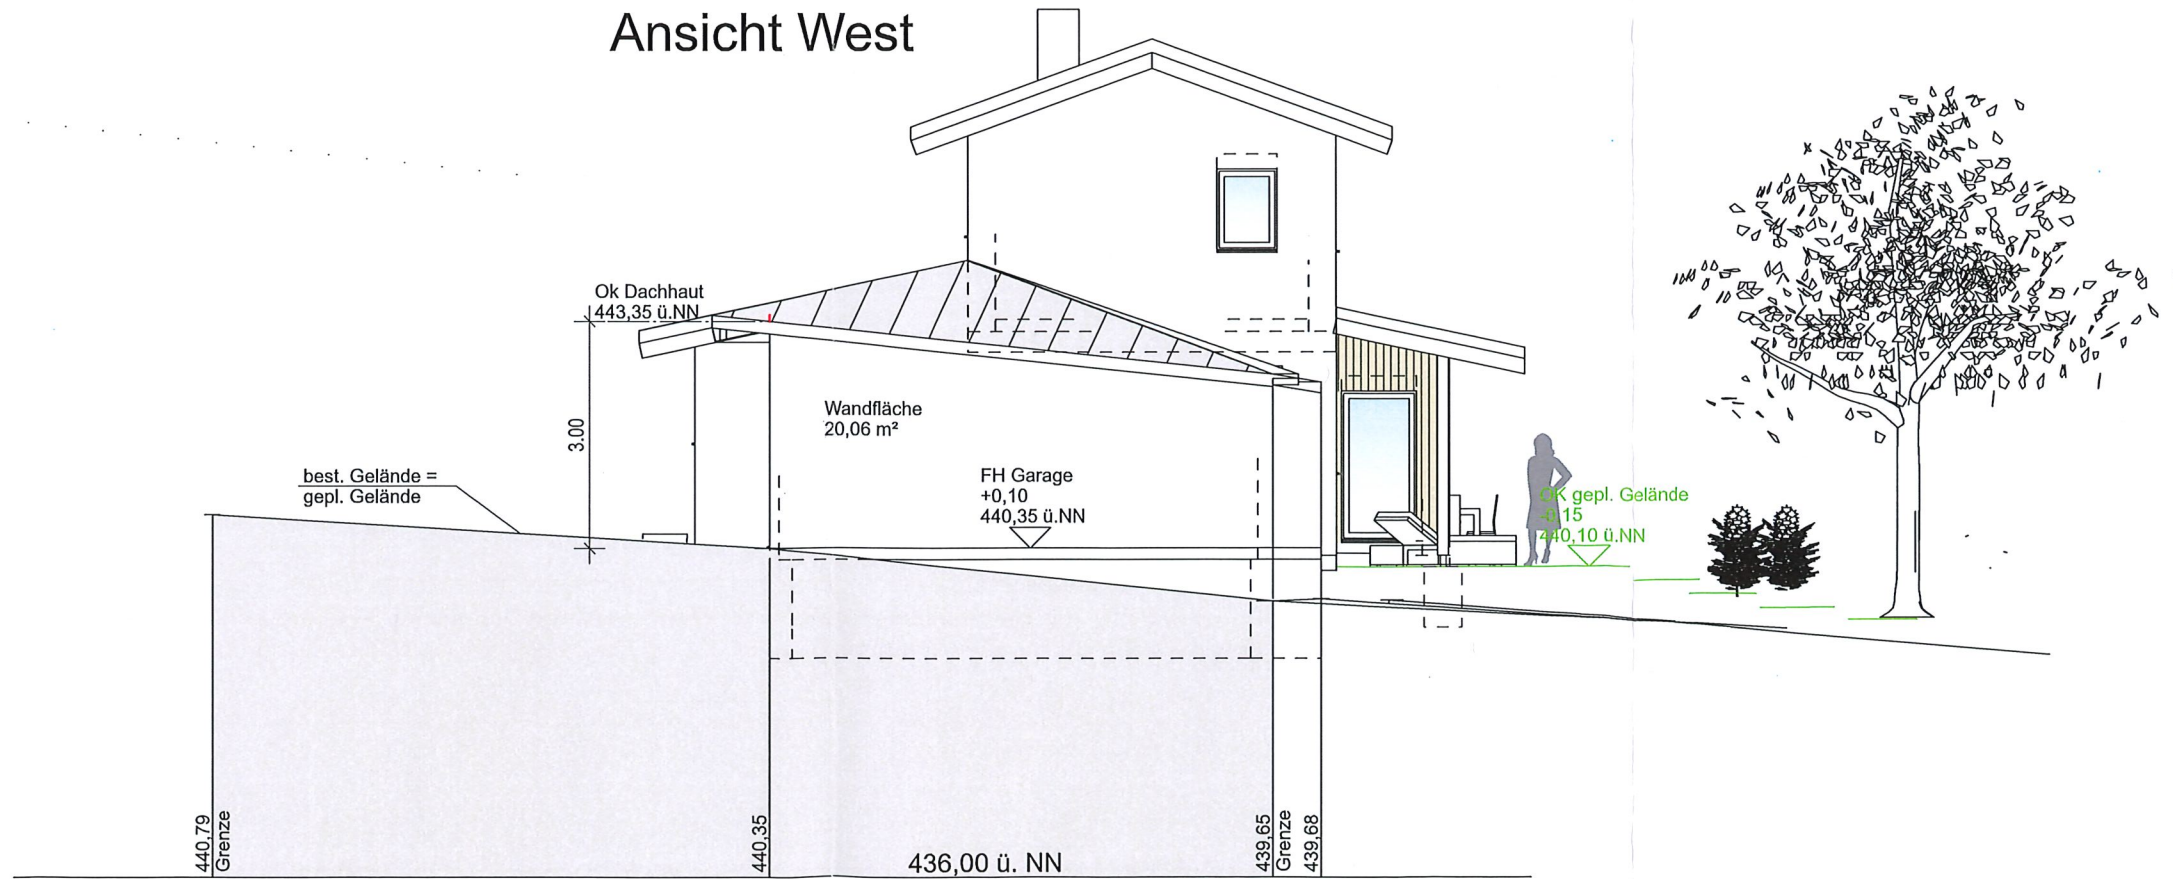 Ansicht West
Ok Dachhaut
443,35 ü.NN
3.00
Wandfläche
20,06 m²
best. Gelände =
gepl. Gelände
FH Garage
+0,10
440,35 ü.NN
OK gepl. Gelände
-0,15
440,10 ü.NN
440,79
Grenze
440,35
436,00 ü. NN
439,65
Grenze
439,68